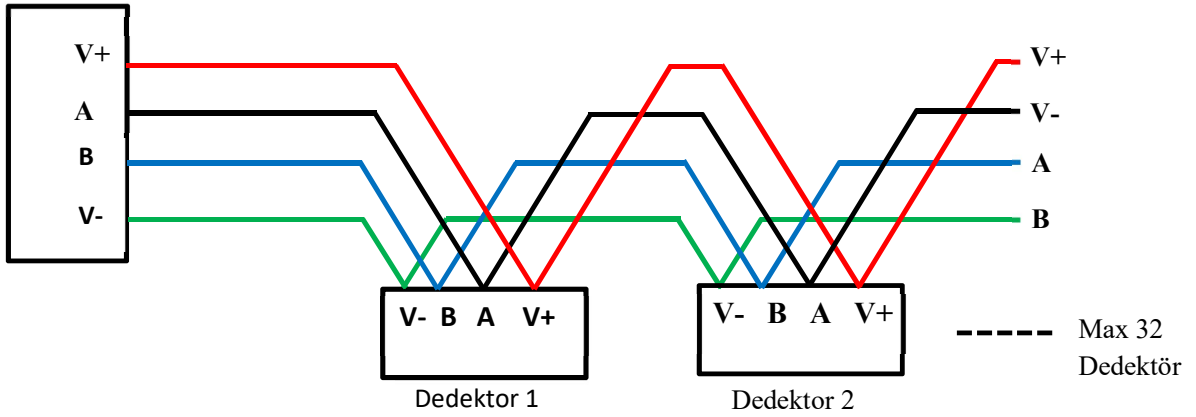 V+
A
B
V-
V+
V-
A
B
V- B A V+
Dedektor 1
V- B A V+
Dedektor 2
Max 32
Dedektör